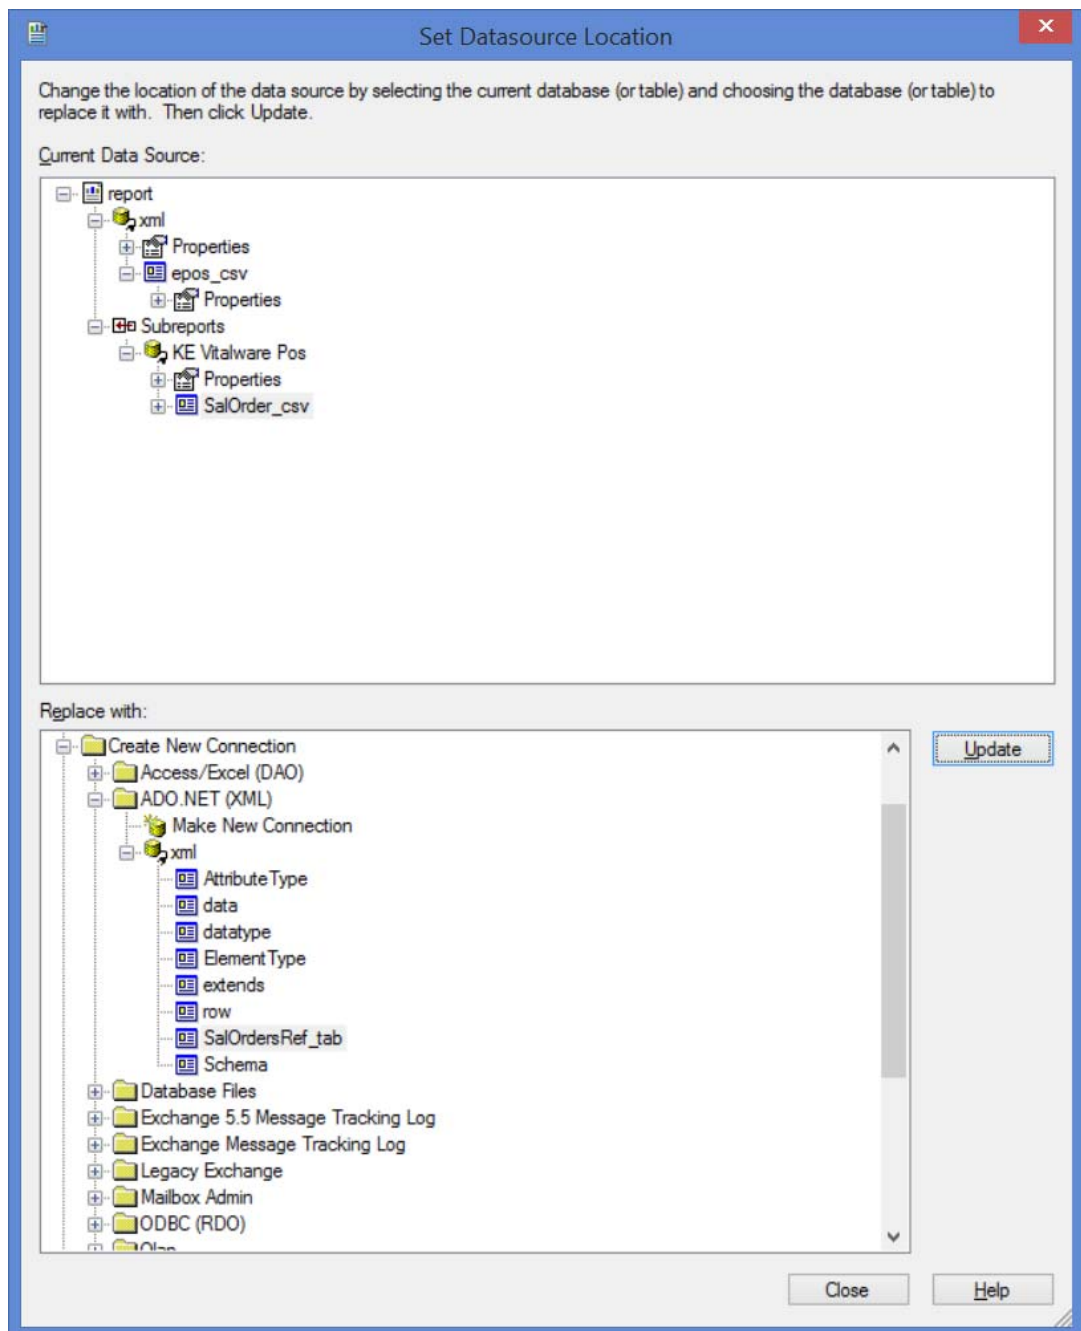 Set Datasource Location
Change the location of the data source by selecting the current database (or table) and choosing the database (or table) to
replace it with. Then click Update.
Current Data Source:
report
xml
Properties
epos_csv
Properties
Subreports
KE Vitalware Pos
Properties
SalOrder_csv
Replace with:
Create New Connection
Update
Access/Excel (DAO)
ADO.NET (XML)
Make New Connection
xml
AttributeType
data
datatype
ElementType
extends
row
SalOrdersRef_tab
Schema
Database Files
Exchange 5.5 Message Tracking Log
Exchange Message Tracking Log
Legacy Exchange
Mailbox Admin
ODBC (RDO)
Olap
Close Help